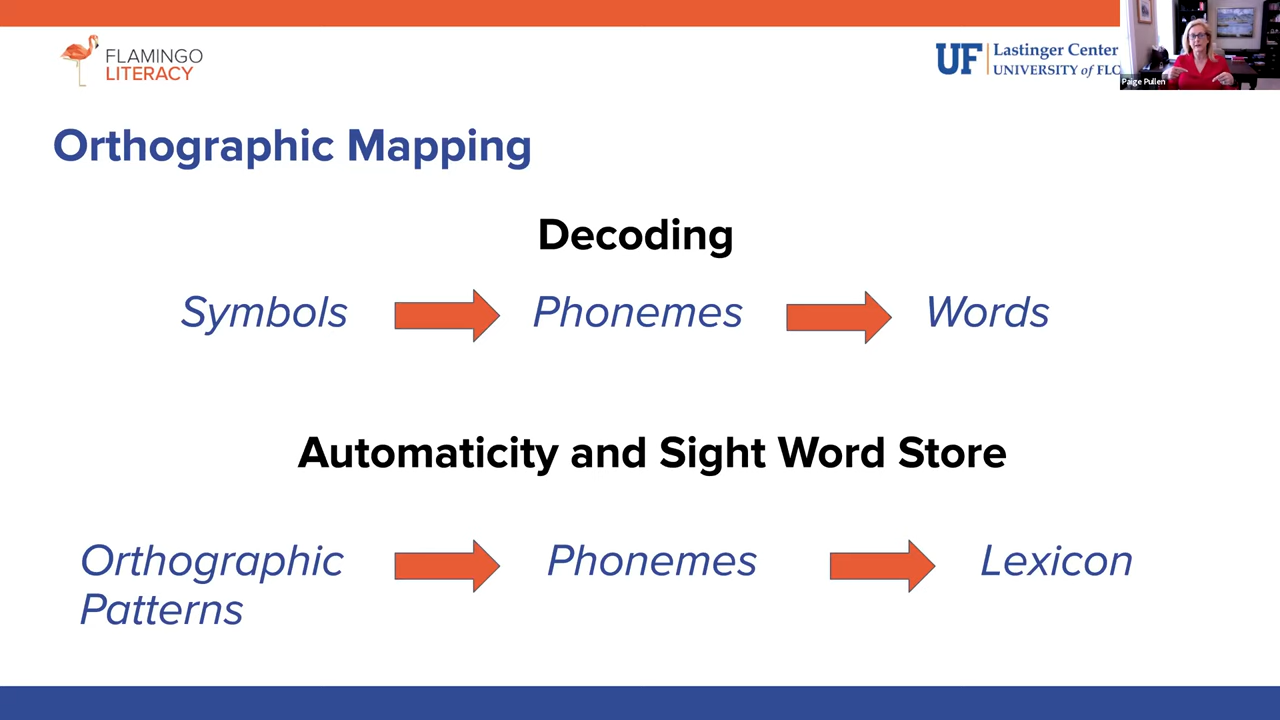 FLAMINGO
LITERACY
UF Lastinger Center
UNIVERSITY of FLO
Paige Pullen
Orthographic Mapping
Decoding
Symbols Phonemes Words
Automaticity and Sight Word Store
Orthographic Phonemes Lexicon
Patterns